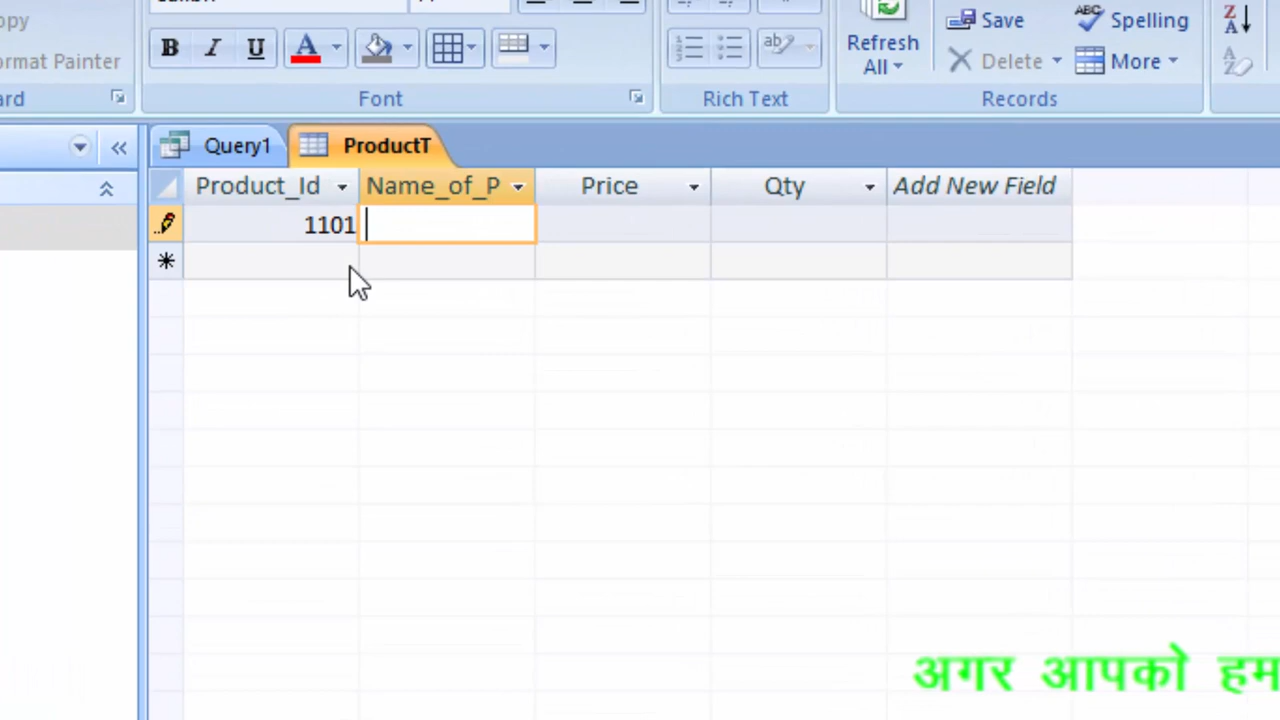 opy
B I U A
Refresh
All
Save
Spelling
ormat Painter
Delete
More
ard
Font
Rich Text
Records
Query1
ProductT
Product_Id
Name_of_P
Price
Qty
Add New Field
1101
अगर आपको हम